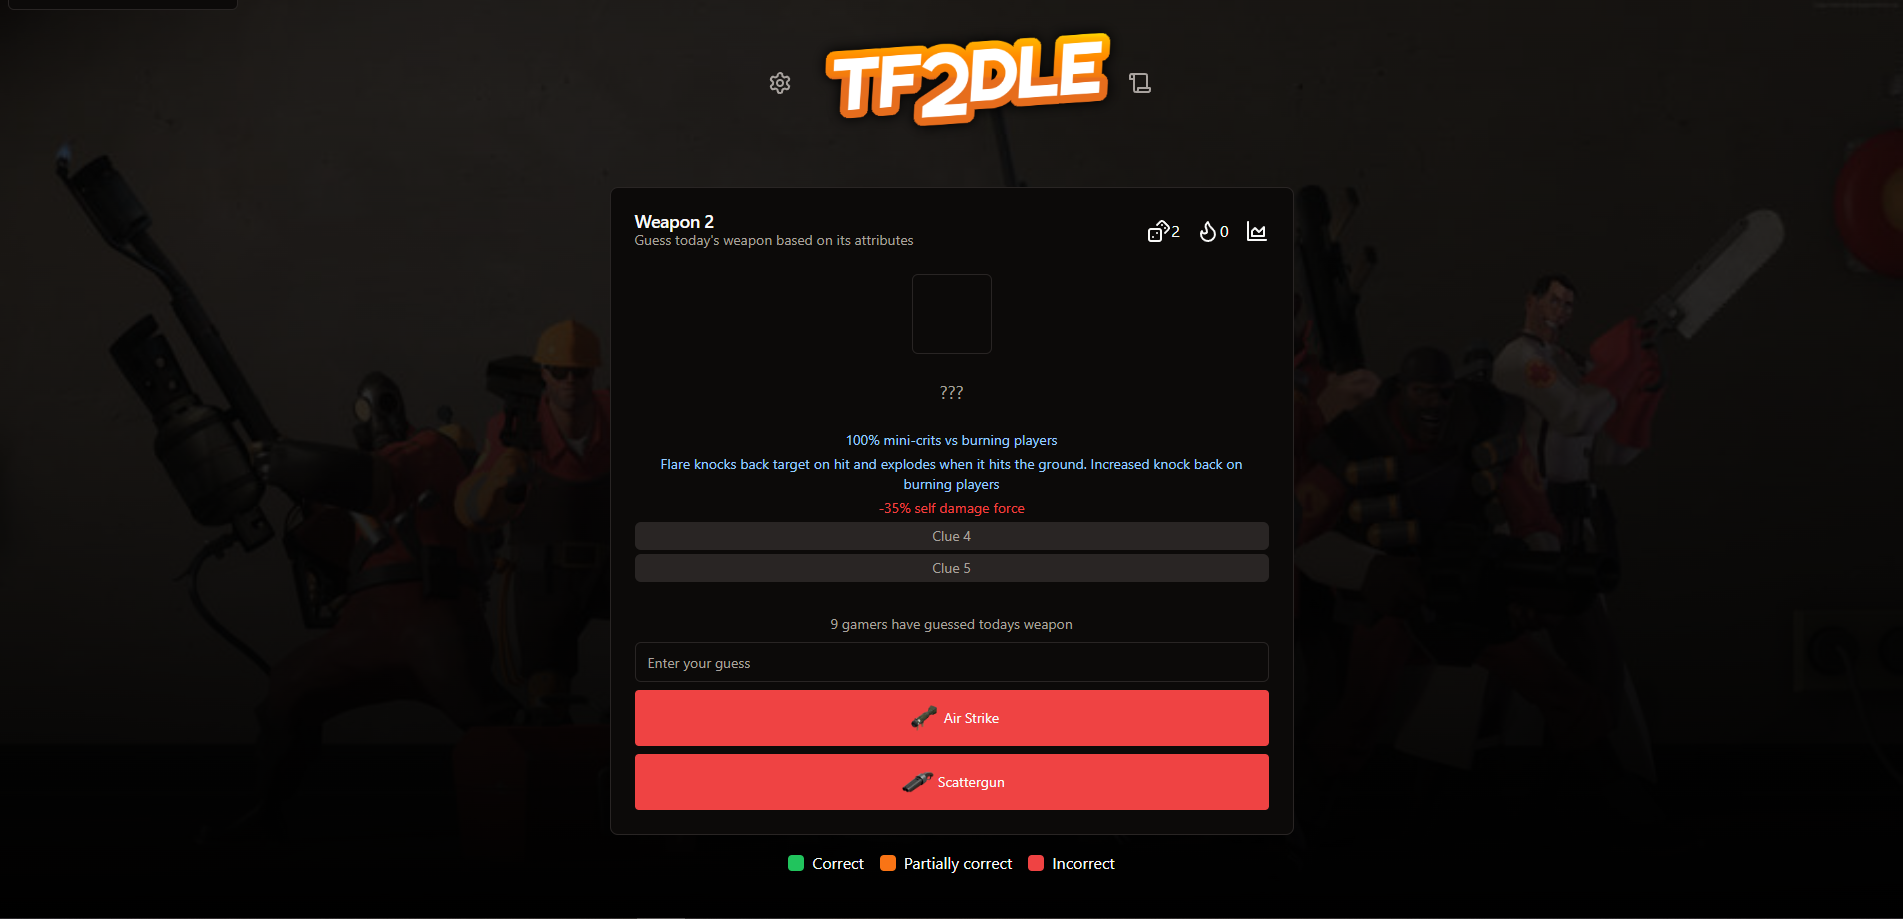 TF2DLE
Weapon 2
Guess today's weapon based on its attributes
2
0
???
100% mini-crits vs burning players
Flare knocks back target on hit and explodes when it hits the ground. Increased knock back on
burning players
-35% self damage force
Clue 4
Clue 5
9 gamers have guessed todays weapon
Enter your guess
Air Strike
Scattergun
Correct
Partially correct
Incorrect